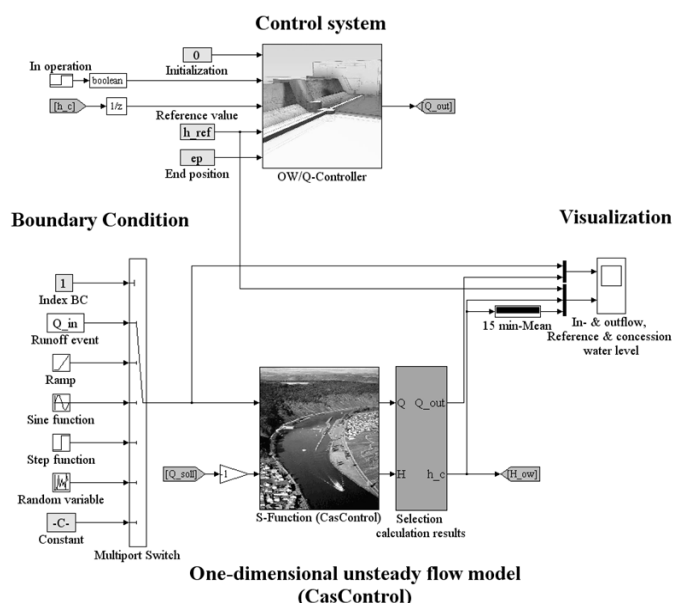 Control system
In operation
boolean
0
Initialization
[h_c]
1/z
Reference value
h_ref
ep
End position
OW/Q-Controller
[Q_out]
Boundary Condition
Visualization
1
Index BC
Q_in
Runoff event
Ramp
Sine function
Step function
Random variable
-C-
Constant
Multiport Switch
[Q_soll]
-1
S-Function (CasControl)
Q
H
Q_out
h_c
Selection
calculation results
[H_ow]
15 min-Mean
In- & outflow,
Reference & concession
water level
One-dimensional unsteady flow model
(CasControl)